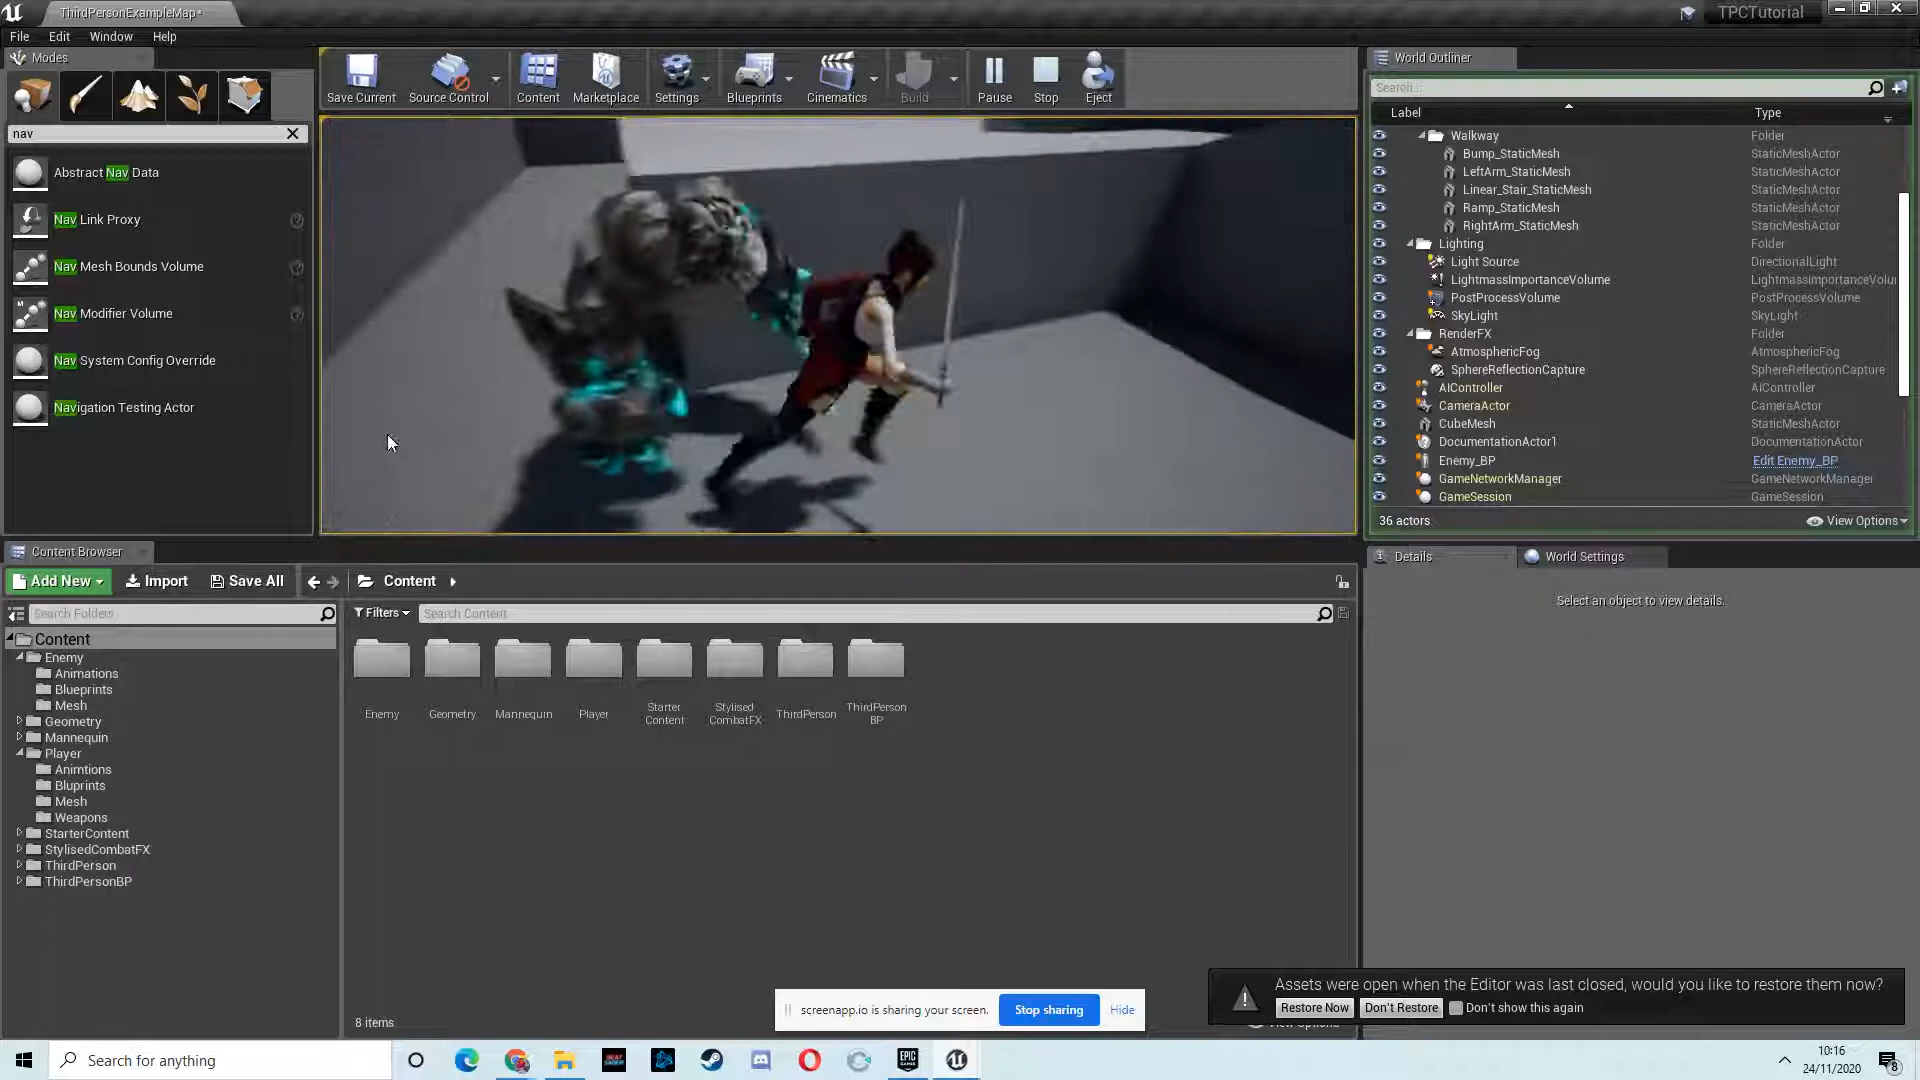 ThirdPersonExampleMap*
TPCTutorial
File Edit Window Help
Modes
nav
Abstract Nav Data
Nav Link Proxy
Nav Mesh Bounds Volume
Nav Modifier Volume
Nav System Config Override
Navigation Testing Actor
Save Current Source Control Content Marketplace Settings Blueprints Cinematics Build Pause Stop Eject
World Outliner
Search...
Label Type
Walkway Folder
Bump_StaticMesh StaticMeshActor
LeftArm_StaticMesh StaticMeshActor
Linear_Stair_StaticMesh StaticMeshActor
Ramp_StaticMesh StaticMeshActor
RightArm_StaticMesh StaticMeshActor
Lighting Folder
Light Source DirectionalLight
LightmassImportanceVolume LightmassImportanceVolu
PostProcessVolume PostProcessVolume
SkyLight SkyLight
RenderFX Folder
AtmosphericFog AtmosphericFog
SphereReflectionCapture SphereReflectionCapture
AIController AIController
CameraActor CameraActor
CubeMesh StaticMeshActor
DocumentationActor1 DocumentationActor
Enemy_BP Edit Enemy_BP
GameNetworkManager GameNetworkManager
GameSession GameSession
36 actors View Options
Details World Settings
Select an object to view details.
Content Browser
Add New Import Save All Content
Search Folders
Filters Search Content
Content
Enemy
Animations
Blueprints
Mesh
Geometry
Mannequin
Player
Animtions
Bluprints
Mesh
Weapons
StarterContent
StylisedCombatFX
ThirdPerson
ThirdPersonBP
Enemy Geometry Mannequin Player Starter Content Stylised CombatFX ThirdPerson ThirdPerson BP
8 items
screenapp.io is sharing your screen. Stop sharing Hide
Assets were open when the Editor was last closed, would you like to restore them now?
Restore Now Don't Restore Don't show this again
View Options
Search for anything
EPIC GAMES
10:16
24/11/2020
8